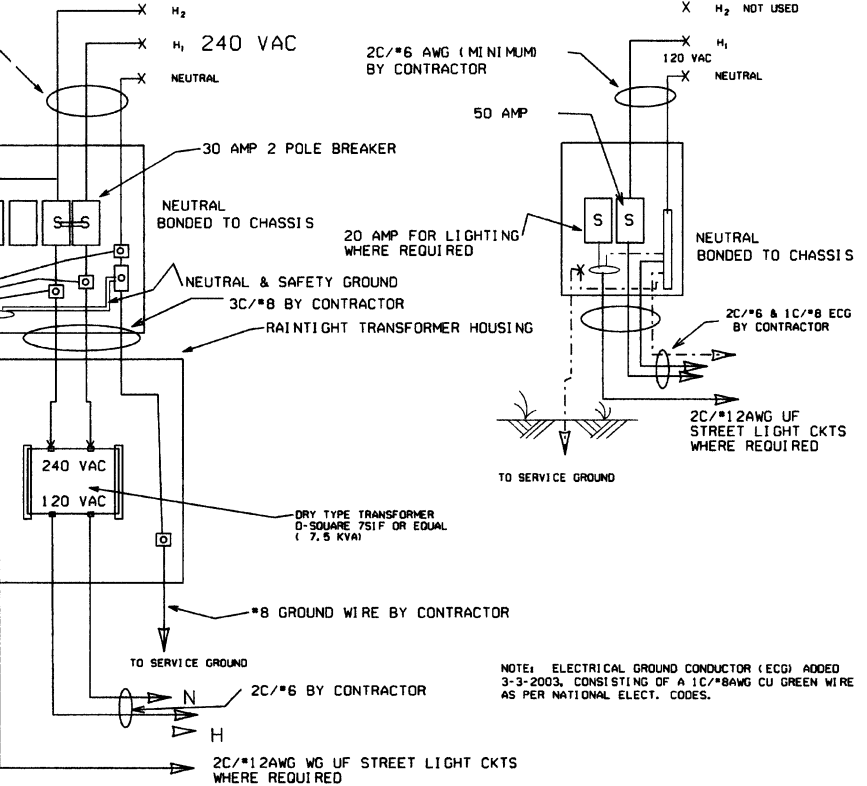 H2
H1 240 VAC
NEUTRAL
30 AMP 2 POLE BREAKER
NEUTRAL
BONDED TO CHASSIS
S S
NEUTRAL & SAFETY GROUND
3C/#8 BY CONTRACTOR
RAINTIGHT TRANSFORMER HOUSING
240 VAC
120 VAC
DRY TYPE TRANSFORMER
D-SQUARE 7S1F OR EQUAL
( 7.5 KVA)
#8 GROUND WIRE BY CONTRACTOR
TO SERVICE GROUND
N
2C/#6 BY CONTRACTOR
H
2C/#12AWG WG UF STREET LIGHT CKTS
WHERE REQUIRED
H2 NOT USED
H1
120 VAC
NEUTRAL
2C/#6 AWG (MINIMUM)
BY CONTRACTOR
50 AMP
S S
20 AMP FOR LIGHTING
WHERE REQUIRED
NEUTRAL
BONDED TO CHASSIS
2C/#6 & 1C/#8 ECG
BY CONTRACTOR
2C/#12AWG UF
STREET LIGHT CKTS
WHERE REQUIRED
TO SERVICE GROUND
NOTE: ELECTRICAL GROUND CONDUCTOR (ECG) ADDED
3-3-2003, CONSISTING OF A 1C/#8AWG CU GREEN WIRE
AS PER NATIONAL ELECT. CODES.